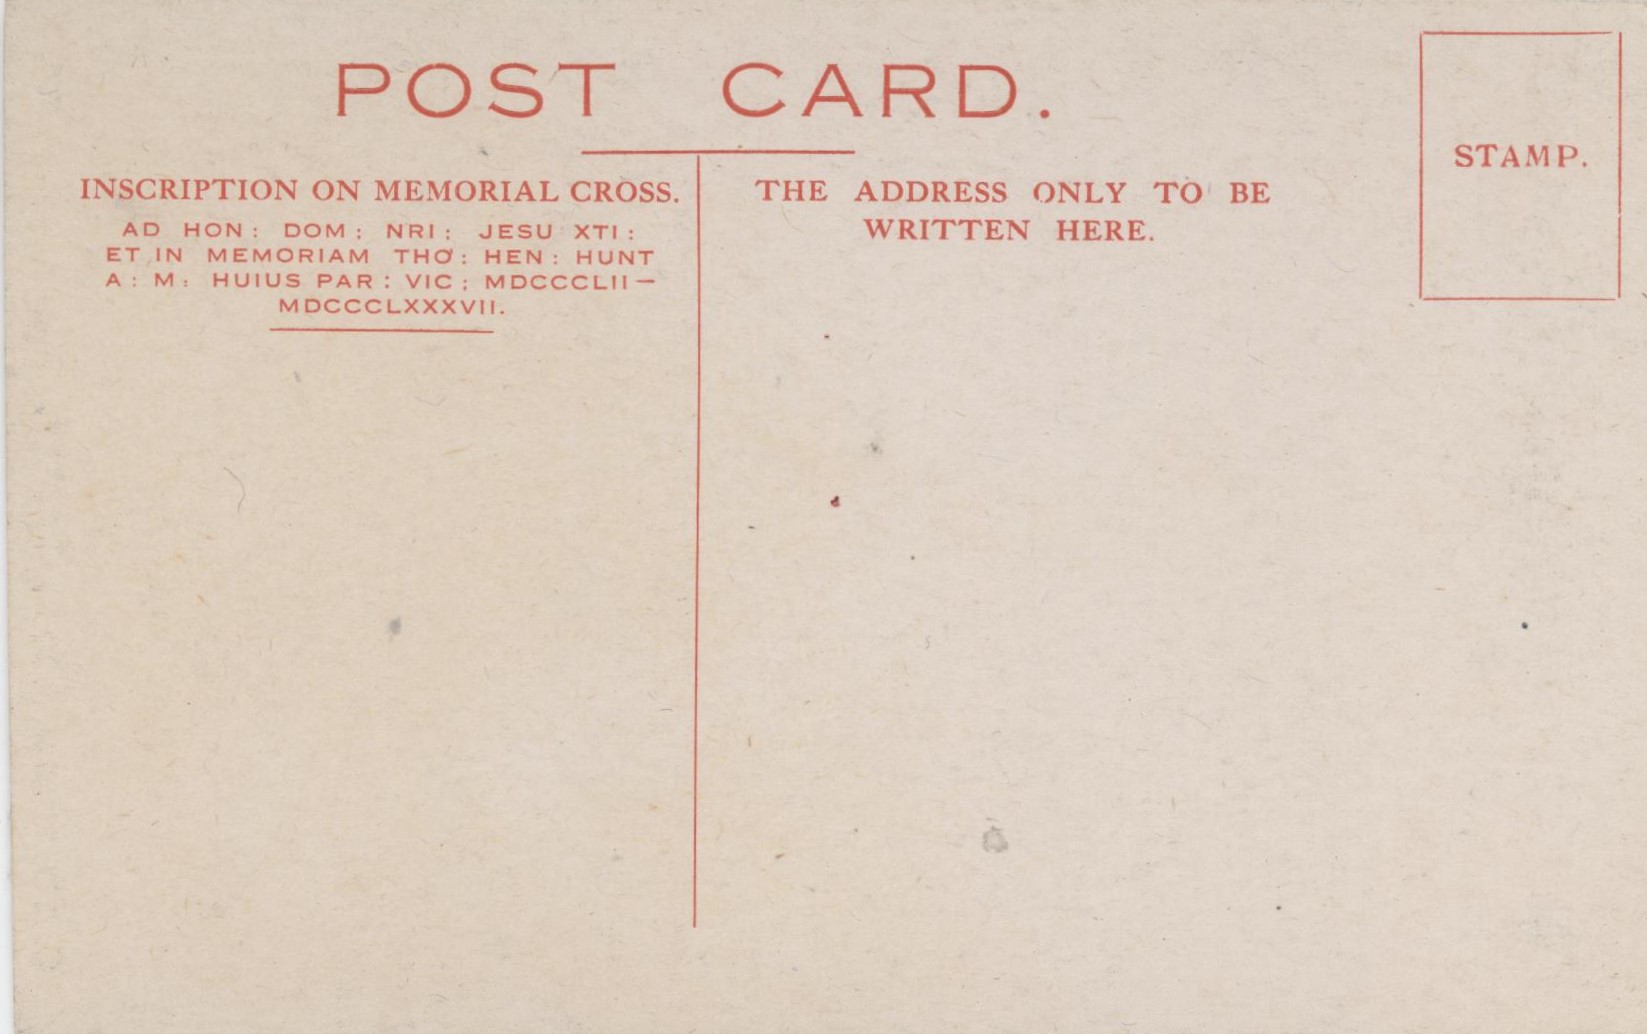 POST CARD.
STAMP.
INSCRIPTION ON MEMORIAL CROSS.
AD HON: DOM: NRI: JESU XTI:
ET IN MEMORIAM THO: HEN: HUNT
A: M: HUIUS PAR: VIC: MDCCCLII—
MDCCCLXXXVII.
THE ADDRESS ONLY TO BE
WRITTEN HERE.